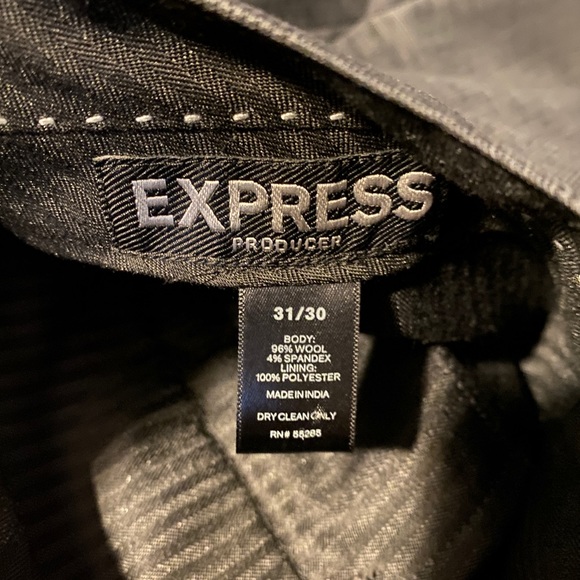 EXPRESS
PRODUCER
31/30
BODY:
96% WOOL
4% SPANDEX
LINING:
100% POLYESTER
MADE IN INDIA
DRY CLEAN ONLY
RN# 55285